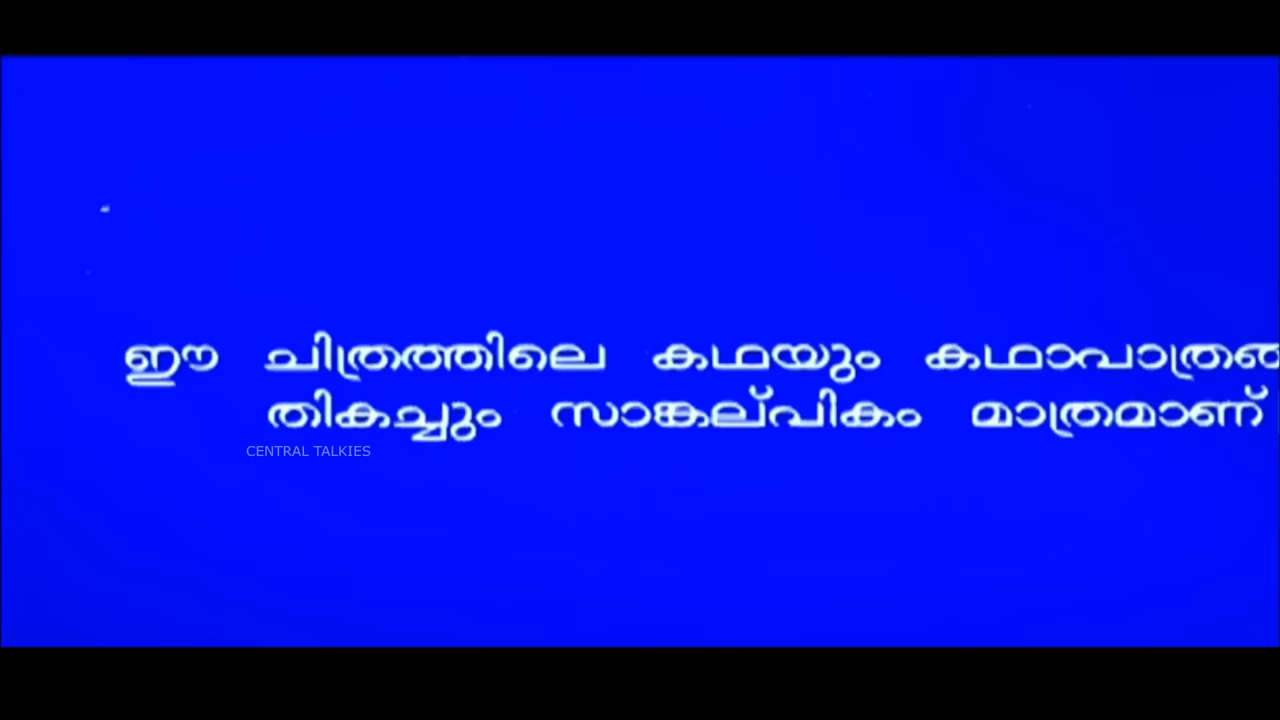 ഈ ചിത്രത്തിലെ കഥയും
തികച്ചും സാങ്കല്പികം മാത്രമാണ്
CENTRAL TALKIES